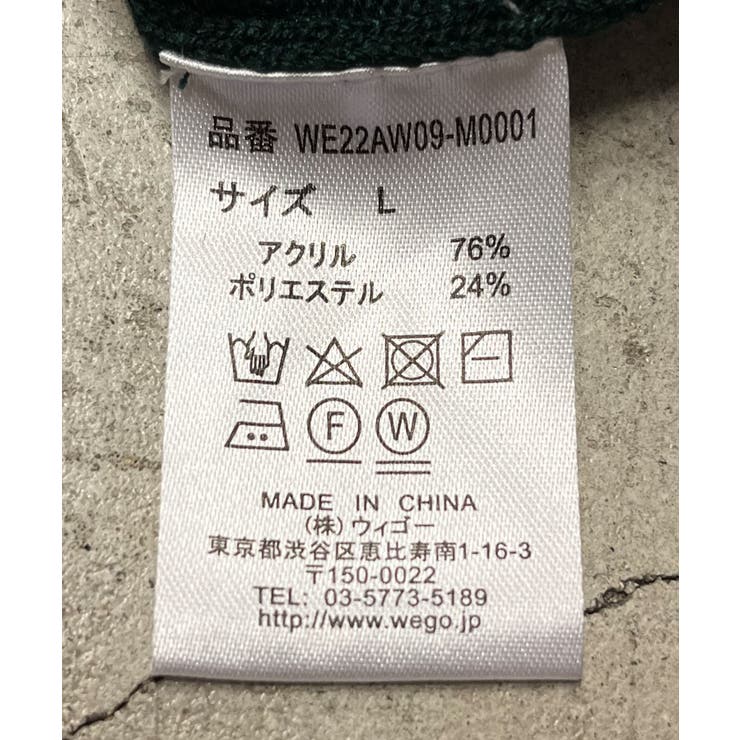 品番 WE22AW09-M0001
サイズ L
アクリル 76%
ポリエステル 24%
F W
MADE IN CHINA
(株)ウィゴー
東京都渋谷区恵比寿南1-16-3
〒150-0022
TEL: 03-5773-5189
http://www.wego.jp